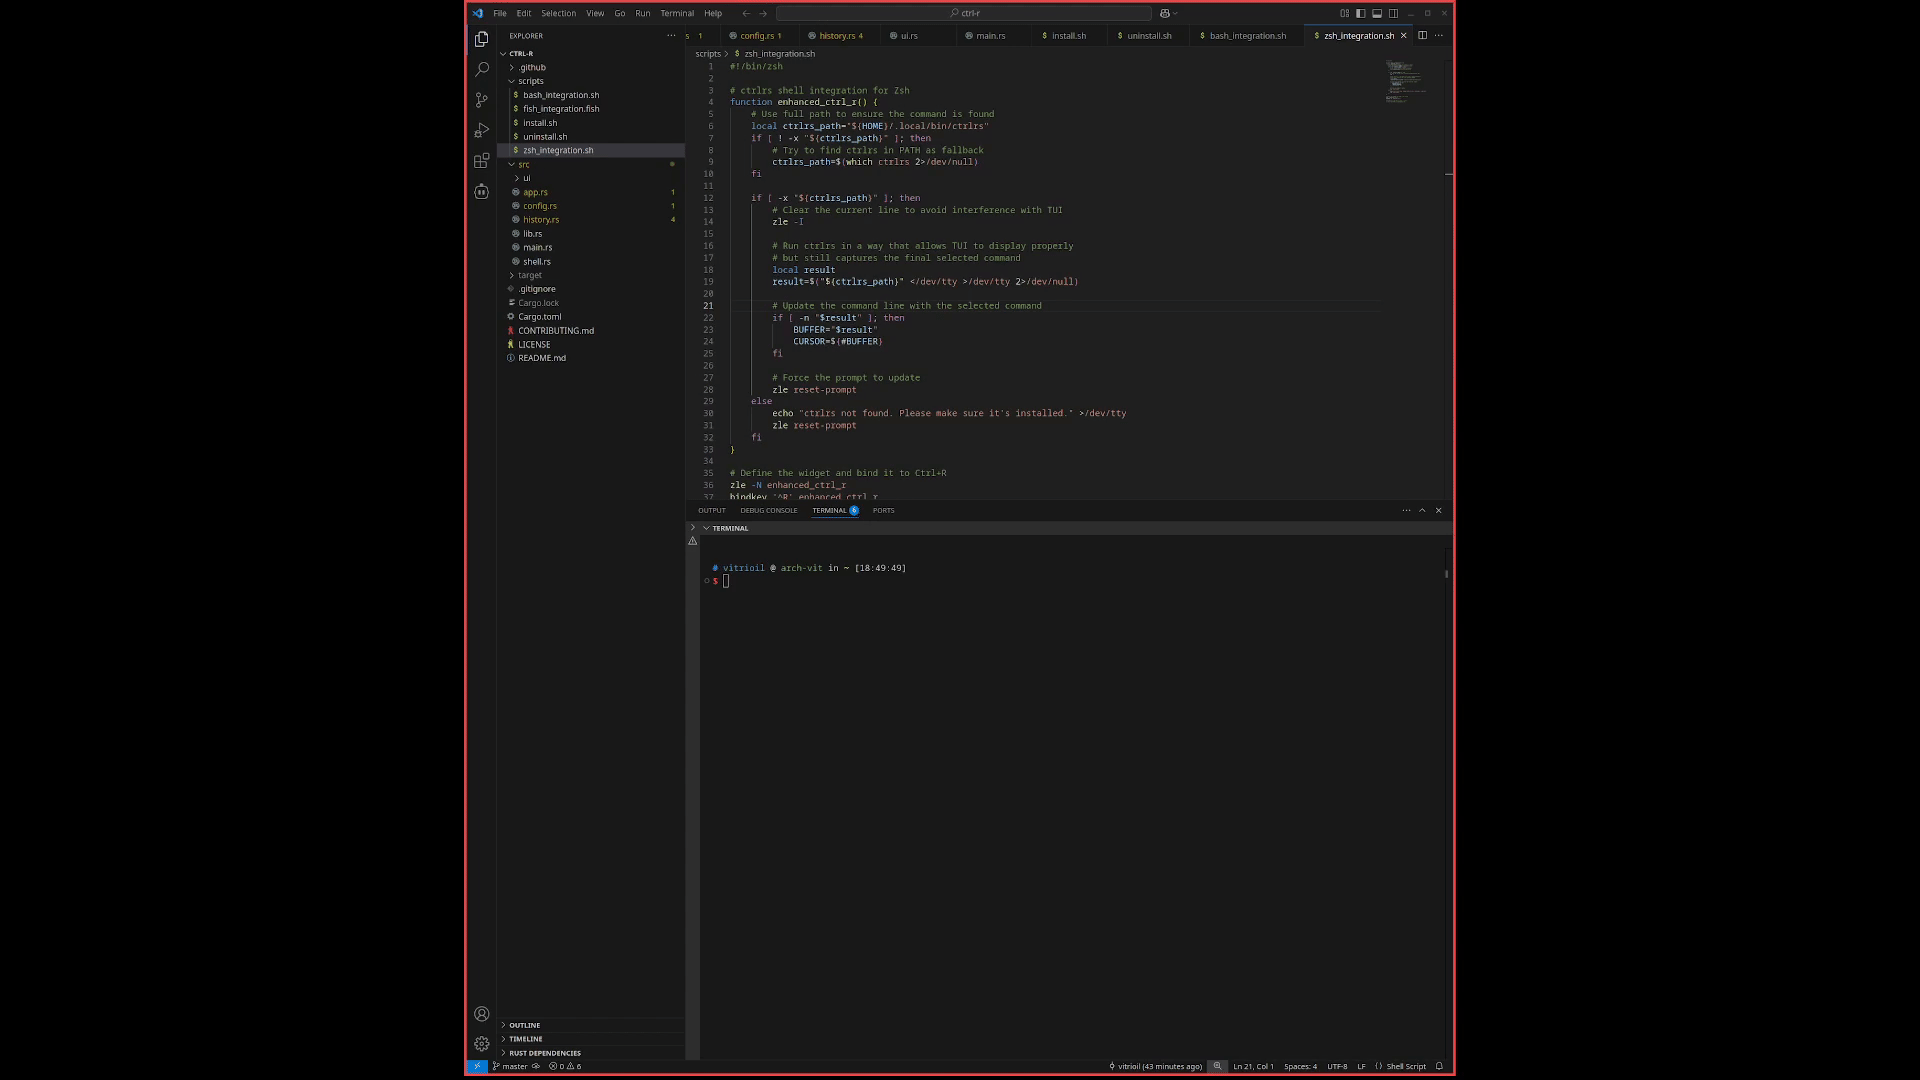 File Edit Selection View Go Run Terminal Help
ctrl-r
EXPLORER
CTRL-R
.github
scripts
bash_integration.sh
fish_integration.fish
install.sh
uninstall.sh
zsh_integration.sh
src
ui
app.rs 1
config.rs 1
history.rs 4
lib.rs
main.rs
shell.rs
target
.gitignore
Cargo.lock
Cargo.toml
CONTRIBUTING.md
LICENSE
README.md
OUTLINE
TIMELINE
RUST DEPENDENCIES
s 1 config.rs 1 history.rs 4 ui.rs main.rs $ install.sh $ uninstall.sh $ bash_integration.sh $ zsh_integration.sh
scripts > $ zsh_integration.sh
1 #!/bin/zsh
2
3 # ctrlrs shell integration for Zsh
4 function enhanced_ctrl_r() {
5 # Use full path to ensure the command is found
6 local ctrlrs_path="${HOME}/.local/bin/ctrlrs"
7 if [ ! -x "${ctrlrs_path}" ]; then
8 # Try to find ctrlrs in PATH as fallback
9 ctrlrs_path=$(which ctrlrs 2>/dev/null)
10 fi
11
12 if [ -x "${ctrlrs_path}" ]; then
13 # Clear the current line to avoid interference with TUI
14 zle -I
15
16 # Run ctrlrs in a way that allows TUI to display properly
17 # but still captures the final selected command
18 local result
19 result=$("${ctrlrs_path}" </dev/tty >/dev/tty 2>/dev/null)
20
21 # Update the command line with the selected command
22 if [ -n "$result" ]; then
23 BUFFER="$result"
24 CURSOR=${#BUFFER}
25 fi
26
27 # Force the prompt to update
28 zle reset-prompt
29 else
30 echo "ctrlrs not found. Please make sure it's installed." >/dev/tty
31 zle reset-prompt
32 fi
33 }
34
35 # Define the widget and bind it to Ctrl+R
36 zle -N enhanced_ctrl_r
37 bindkey '^R' enhanced_ctrl_r
OUTPUT DEBUG CONSOLE TERMINAL 6 PORTS
TERMINAL
# vitrioil @ arch-vit in ~ [18:49:49]
$
master 0 6 vitrioil (43 minutes ago) Ln 21, Col 1 Spaces: 4 UTF-8 LF Shell Script